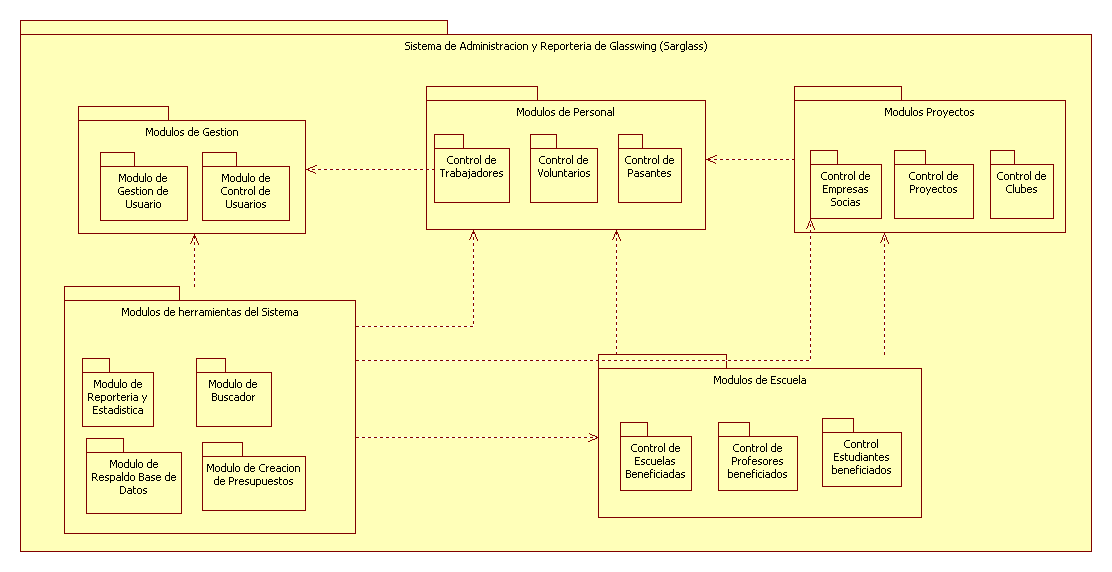 Sistema de Administracion y Reporteria de Glasswing (Sarglass)
Modulos de Gestion
Modulo de
Gestion de
Usuario
Modulo de
Control de
Usuarios
Modulos de Personal
Control de
Trabajadores
Control de
Voluntarios
Control de
Pasantes
Modulos Proyectos
Control de
Empresas
Socias
Control de
Proyectos
Control de
Clubes
Modulos de herramientas del Sistema
Modulo de
Reporteria y
Estadistica
Modulo de
Buscador
Modulo de
Respaldo Base de
Datos
Modulo de Creacion
de Presupuestos
Modulos de Escuela
Control de
Escuelas
Beneficiadas
Control de
Profesores
beneficiados
Control
Estudiantes
beneficiados